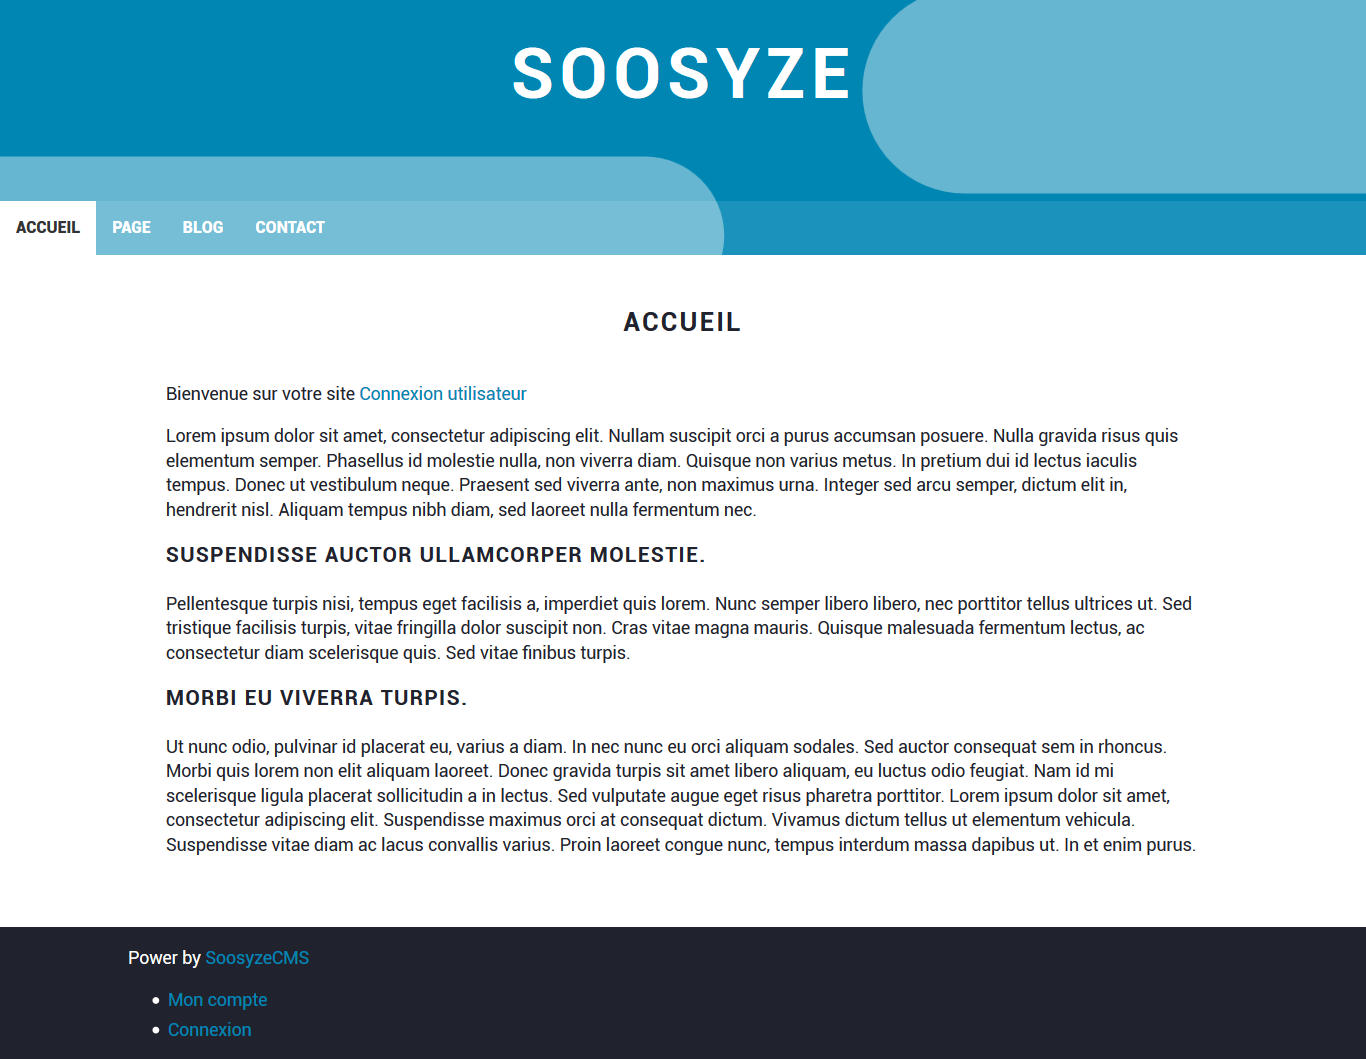 SOOSYZE
ACCUEIL PAGE BLOG CONTACT
ACCUEIL
Bienvenue sur votre site Connexion utilisateur
Lorem ipsum dolor sit amet, consectetur adipiscing elit. Nullam suscipit orci a purus accumsan posuere. Nulla gravida risus quis
elementum semper. Phasellus id molestie nulla, non viverra diam. Quisque non varius metus. In pretium dui id lectus iaculis
tempus. Donec ut vestibulum neque. Praesent sed viverra ante, non maximus urna. Integer sed arcu semper, dictum elit in,
hendrerit nisl. Aliquam tempus nibh diam, sed laoreet nulla fermentum nec.
SUSPENDISSE AUCTOR ULLAMCORPER MOLESTIE.
Pellentesque turpis nisi, tempus eget facilisis a, imperdiet quis lorem. Nunc semper libero libero, nec porttitor tellus ultrices ut. Sed
tristique facilisis turpis, vitae fringilla dolor suscipit non. Cras vitae magna mauris. Quisque malesuada fermentum lectus, ac
consectetur diam scelerisque quis. Sed vitae finibus turpis.
MORBI EU VIVERRA TURPIS.
Ut nunc odio, pulvinar id placerat eu, varius a diam. In nec nunc eu orci aliquam sodales. Sed auctor consequat sem in rhoncus.
Morbi quis lorem non elit aliquam laoreet. Donec gravida turpis sit amet libero aliquam, eu luctus odio feugiat. Nam id mi
scelerisque ligula placerat sollicitudin a in lectus. Sed vulputate augue eget risus pharetra porttitor. Lorem ipsum dolor sit amet,
consectetur adipiscing elit. Suspendisse maximus orci at consequat dictum. Vivamus dictum tellus ut elementum vehicula.
Suspendisse vitae diam ac lacus convallis varius. Proin laoreet congue nunc, tempus interdum massa dapibus ut. In et enim purus.
Power by SoosyzeCMS
Mon compte
Connexion